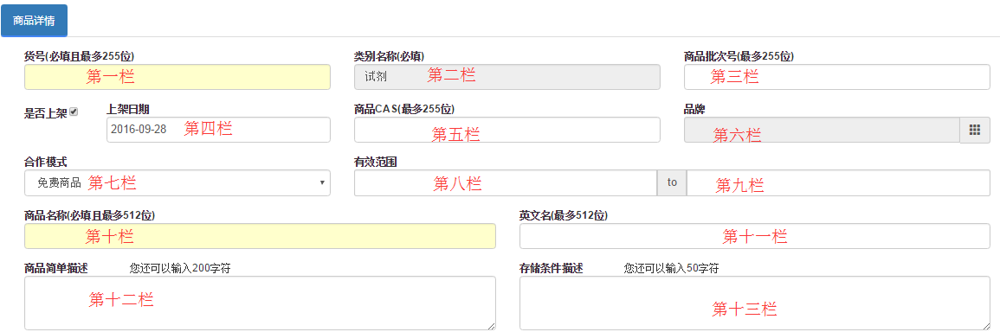 商品详情
货号(必填且最多255位) 类别名称(必填) 商品批次号(最多255位)
第一栏 试剂 第二栏 第三栏
是否上架 上架日期 商品CAS(最多255位) 品牌
2016-09-28 第四栏 第五栏 第六栏
合作模式 有效范围
免费商品 第七栏 第八栏 to 第九栏
商品名称(必填且最多512位) 英文名(最多512位)
第十栏 第十一栏
商品简单描述 您还可以输入200字符 存储条件描述 您还可以输入50字符
第十二栏 第十三栏